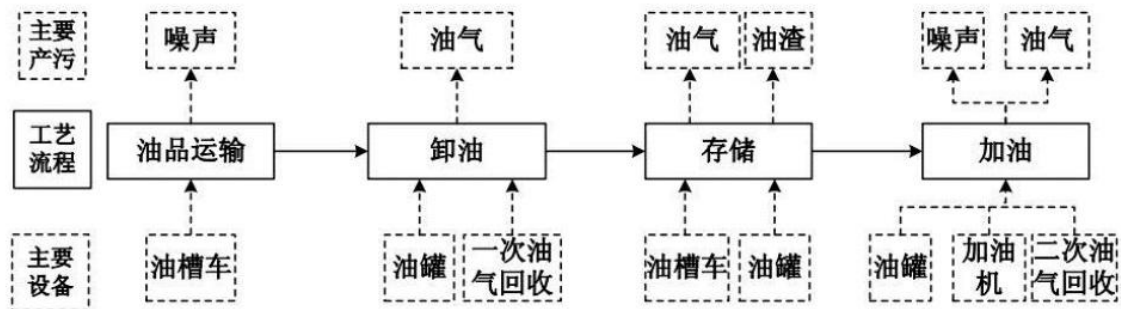 主要
产污
噪声
油气
油气
油渣
噪声
油气
工艺
流程
油品运输
卸油
存储
加油
主要
设备
油槽车
油罐
一次油
气回收
油槽车
油罐
油罐
加油
机
二次油
气回收